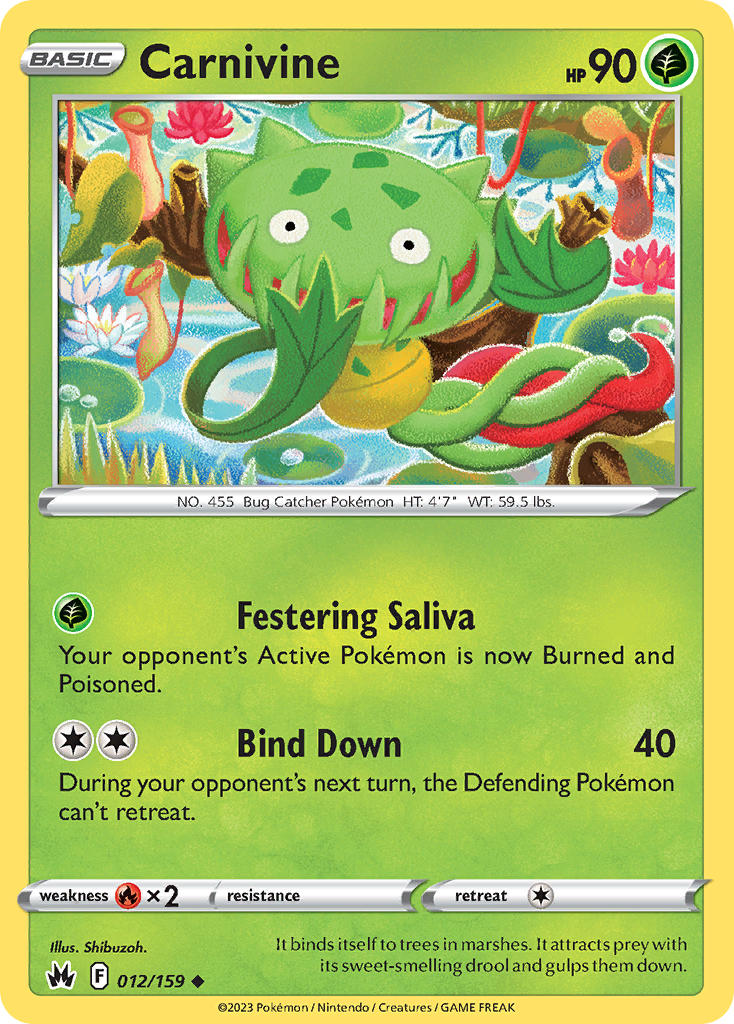 BASIC Carnivine HP 90
NO. 455 Bug Catcher Pokémon HT: 4'7" WT: 59.5 lbs.
Festering Saliva
Your opponent's Active Pokémon is now Burned and
Poisoned.
Bind Down 40
During your opponent's next turn, the Defending Pokémon
can't retreat.
weakness ×2 resistance retreat
Illus. Shibuzoh.
It binds itself to trees in marshes. It attracts prey with
its sweet-smelling drool and gulps them down.
F 012/159
©2023 Pokémon / Nintendo / Creatures / GAME FREAK